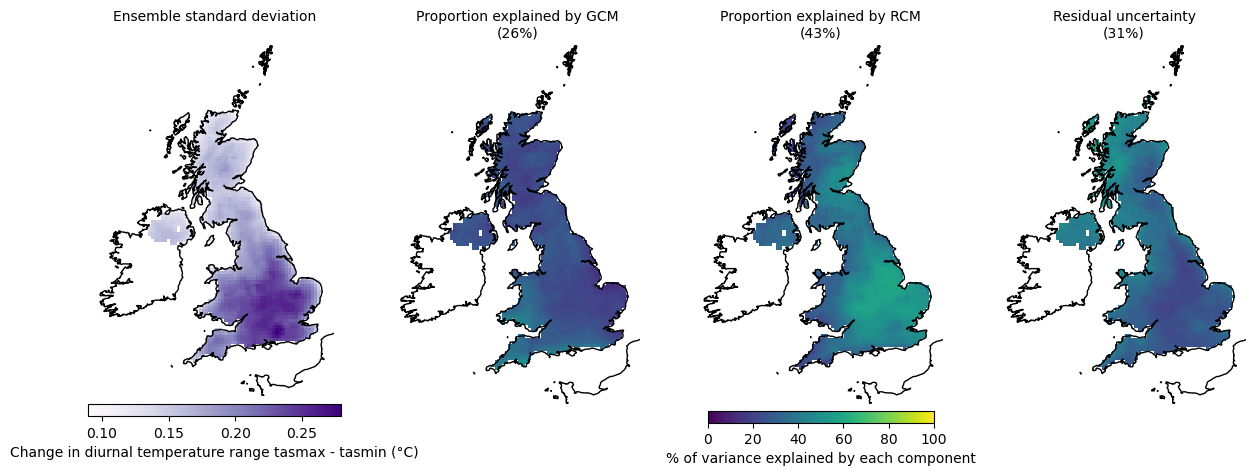 Ensemble standard deviation
Proportion explained by GCM
(26%)
Proportion explained by RCM
(43%)
Residual uncertainty
(31%)
0.10 0.15 0.20 0.25
Change in diurnal temperature range tasmax - tasmin (°C)
0 20 40 60 80 100
% of variance explained by each component